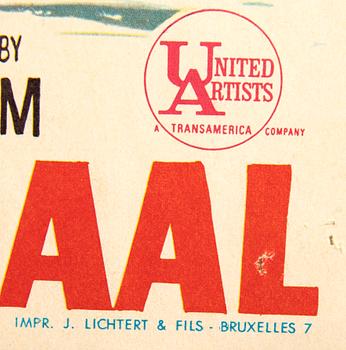 BY
M
UNITED
ARTISTS
A TRANSAMERICA COMPANY
AAL
IMPR. J. LICHTERT & FILS - BRUXELLES 7